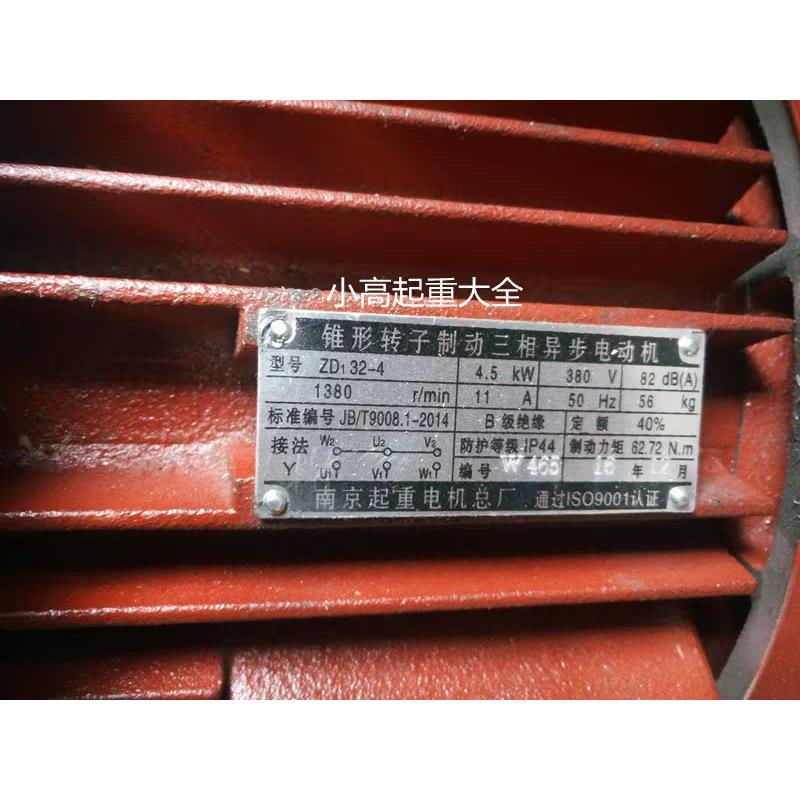 小高起重大全
锥形转子制动三相异步电动机
型号 ZD₁32-4 4.5 kW 380 V 82 dB(A)
1380 r/min 11 A 50 Hz 56 kg
标准编号 JB/T9008.1-2014 B 级绝缘 定 额 40%
接法 W2 U2 V2 防护等级 IP44 制动力矩 62.72 N.m
Y U1 V1 W1 编号 W 465 16 年 12 月
南京起重电机总厂 通过ISO9001认证